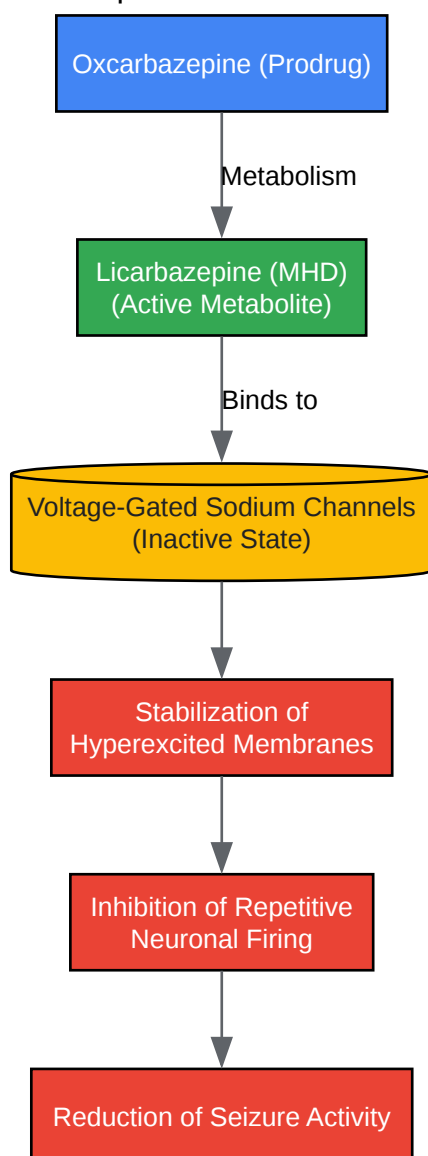 Oxcarbazepine (Prodrug)
Metabolism
Licarbazepine (MHD)
(Active Metabolite)
Binds to
Voltage-Gated Sodium Channels
(Inactive State)
Stabilization of
Hyperexcited Membranes
Inhibition of Repetitive
Neuronal Firing
Reduction of Seizure Activity